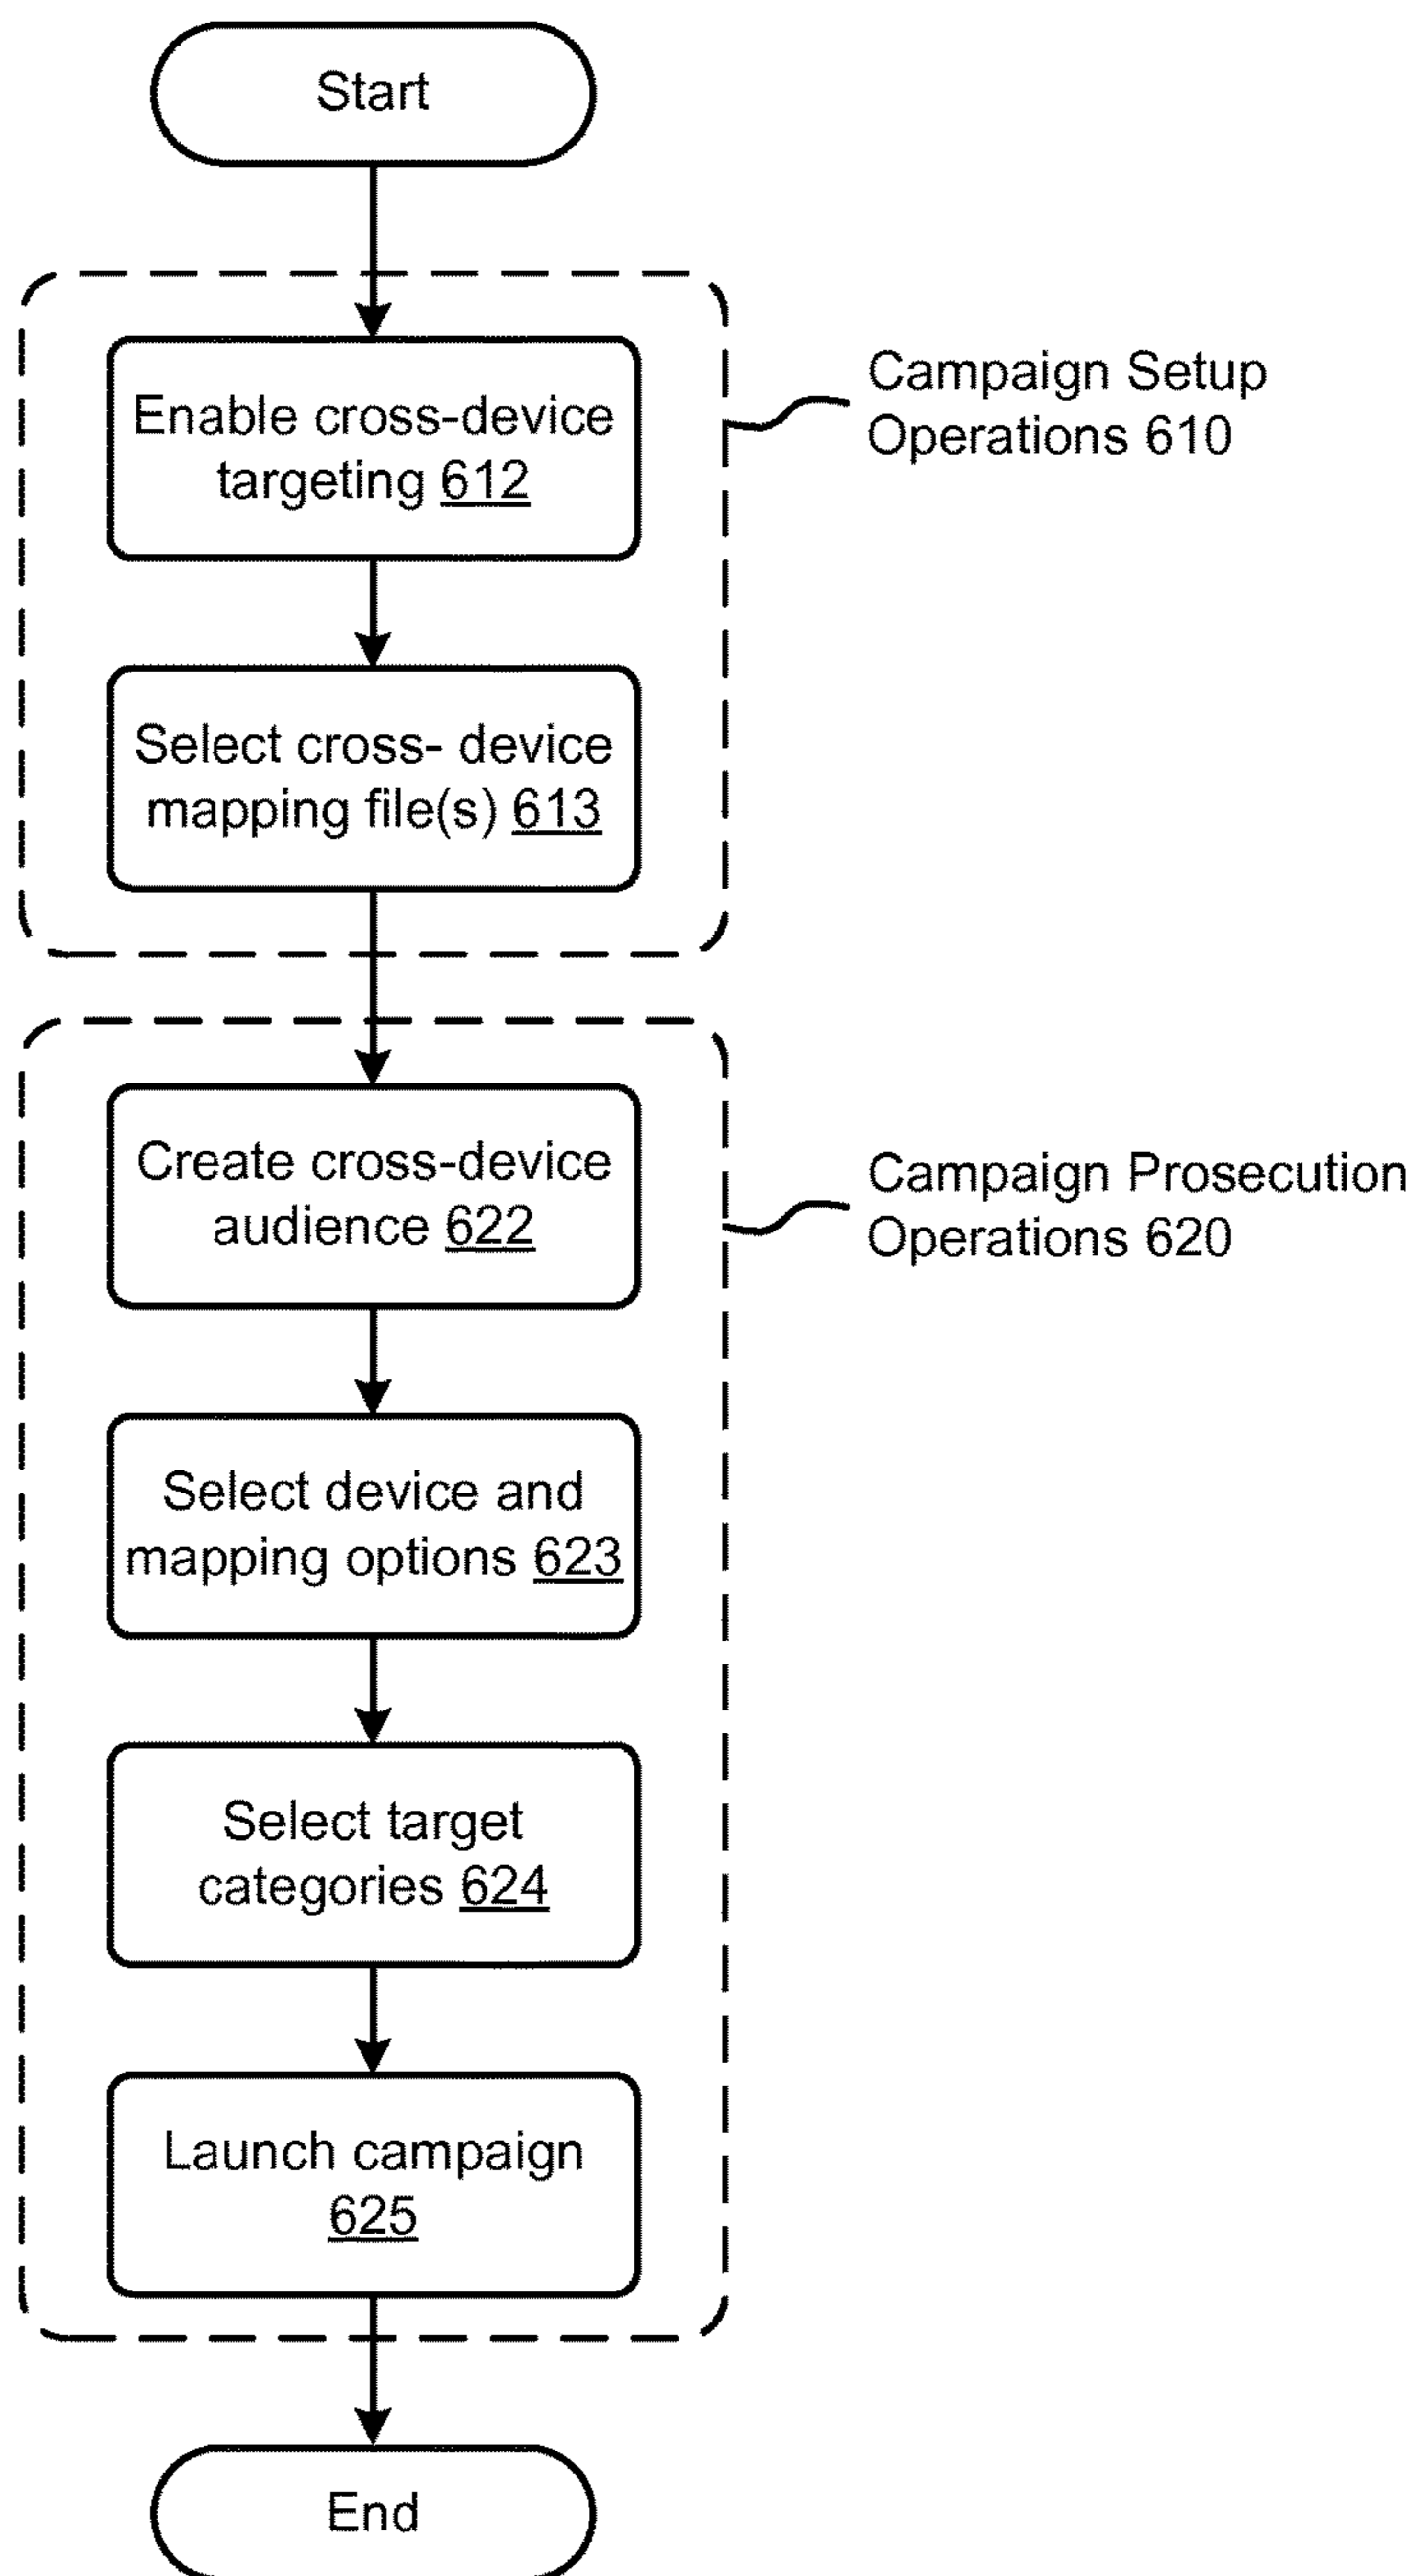 Start
Enable cross-device
targeting 612
Campaign Setup
Operations 610
Select cross- device
mapping file(s) 613
Create cross-device
audience 622
Campaign Prosecution
Operations 620
Select device and
mapping options 623
Select target
categories 624
Launch campaign
625
End